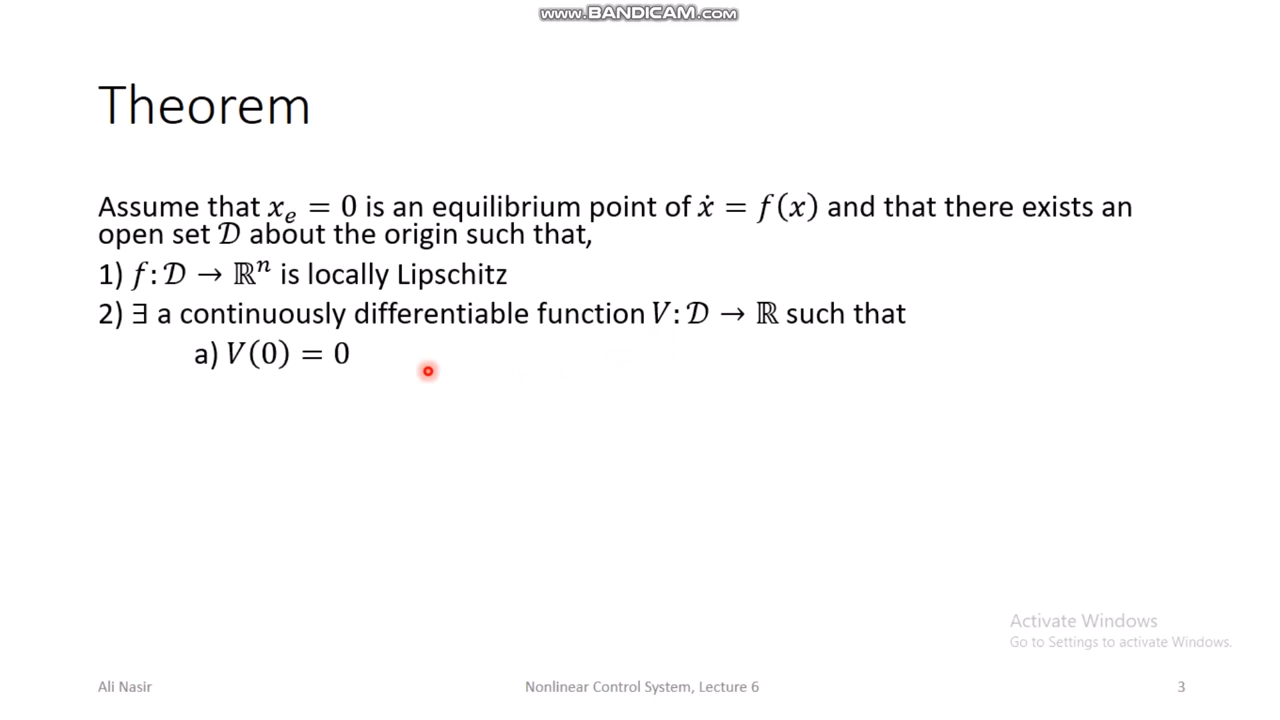 www.BANDICAM.com
Theorem
Assume that $x_e = 0$ is an equilibrium point of $\dot{x} = f(x)$ and that there exists an
open set $\mathcal{D}$ about the origin such that,
1) $f: \mathcal{D} \to \mathbb{R}^n$ is locally Lipschitz
2) ∃ a continuously differentiable function $V: \mathcal{D} \to \mathbb{R}$ such that
a) $V(0) = 0$
Activate Windows
Go to Settings to activate Windows.
Ali Nasir
Nonlinear Control System, Lecture 6
3